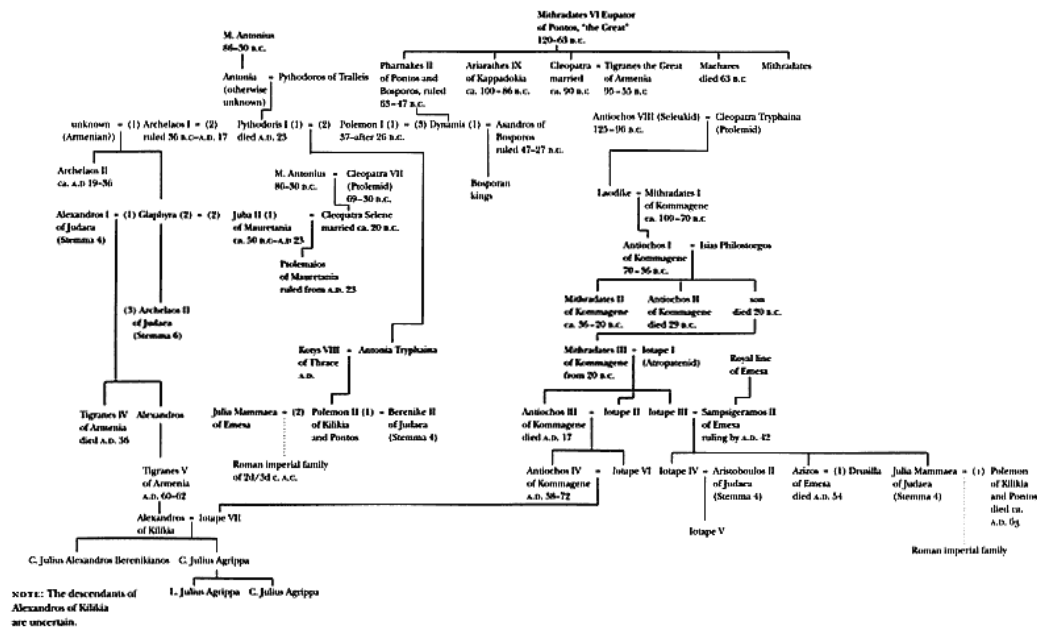 Mithradates VI Eupator
of Pontos, "the Great"
120–63 B.C.
M. Antonius
86–30 B.C.
Pharnakes II
of Pontos and
Bosporos, ruled
63–47 B.C.
Ariarathes IX
of Kappadokia
ca. 100–86 B.C.
Cleopatra = Tigranes the Great
married of Armenia
ca. 90 B.C. 95–55 B.C.
Machares
died 63 B.C.
Mithradates
Antonia = Pythodoros of Tralleis
(otherwise
unknown)
unknown = (1) Archelaos I = (2) Pythodoris I (1) = (2) Polemon I (1) = (3) Dynamis (1) = Asandros of
(Armenian?) ruled 36 B.C.–A.D. 17 died A.D. 23 37–after 26 B.C. Bosporos
ruled 47–27 B.C.
Antiochos VIII (Seleukid) = Cleopatra Tryphaina
125–96 B.C. (Ptolemid)
Archelaos II
ca. A.D. 19–36
M. Antonius = Cleopatra VII
86–30 B.C. (Ptolemid)
69–30 B.C.
Bosporan
kings
Laodike = Mithradates I
of Kommagene
ca. 100–70 B.C.
Alexandros I = (1) Glaphyra (2) = (2) Juba II (1) = Cleopatra Selene
of Judaea of Mauretania married ca. 20 B.C.
(Stemma 4) ca. 50 B.C.–A.D. 23
Antiochos I = Isias Philostorgos
of Kommagene
70–36 B.C.
Ptolemaios
of Mauretania
ruled from A.D. 23
(3) Archelaos II
of Judaea
(Stemma 6)
Mithradates II
of Kommagene
ca. 36–20 B.C.
Antiochos II
of Kommagene
died 29 B.C.
son
died 20 B.C.
Kotys VIII = Antonia Tryphaina
of Thrace
A.D.
Mithradates III = Iotape I
of Kommagene (Atropatenid)
from 20 B.C.
Royal line
of Emesa
Tigranes IV
of Armenia
died A.D. 36
Alexandros
Julia Mammaea = (2) Polemon II (1) = Berenike II
of Emesa of Kilikia of Judaea
and Pontos (Stemma 4)
Antiochos III = Iotape II
of Kommagene
died A.D. 17
Iotape III = Sampsigeramos II
of Emesa
ruling by A.D. 42
Roman imperial family
of 2d/3d c. A.C.
Tigranes V
of Armenia
A.D. 60–62
Antiochos IV = Iotape VI
of Kommagene
A.D. 38–72
Iotape IV = Aristoboulos II
of Judaea
(Stemma 4)
Azizos = (1) Drusilla
of Emesa
died A.D. 54
Julia Mammaea = (1) Polemon
of Judaea of Kilikia
(Stemma 4) and Pontos
died ca.
A.D. 63
Alexandros = Iotape VII
of Kilikia
Iotape V
Roman imperial family
C. Julius Alexandros Berenikianos
C. Julius Agrippa
L. Julius Agrippa
C. Julius Agrippa
NOTE: The descendants of
Alexandros of Kilikia
are uncertain.